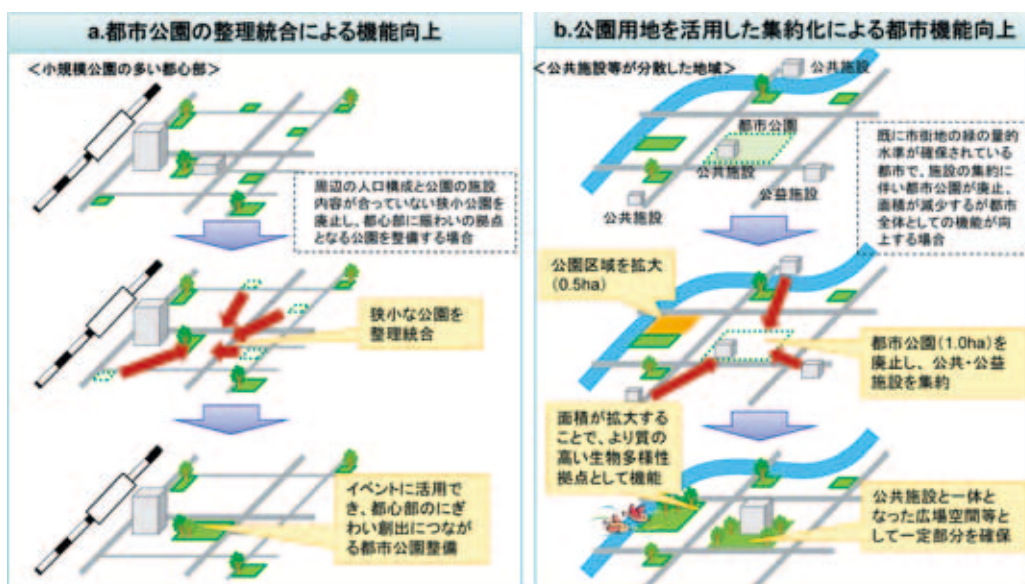 a.都市公園の整理統合による機能向上
＜小規模公園の多い都心部＞
周辺の人口構成と公園の施設
内容が合っていない狭小公園を
廃止し、都心部に賑わいの拠点
となる公園を整備する場合
狭小な公園を
整理統合
イベントに活用で
き、都心部のにぎ
わい創出につなが
る都市公園整備
b.公園用地を活用した集約化による都市機能向上
＜公共施設等が分散した地域＞
公共施設
都市公園
公共施設
公益施設
公共施設
既に市街地の緑の量的
水準が確保されている
都市で、施設の集約に
伴い都市公園が廃止、
面積が減少するが都市
全体としての機能が向
上する場合
公園区域を拡大
(0.5ha)
都市公園(1.0ha)を
廃止し、公共・公益
施設を集約
面積が拡大する
ことで、より質の
高い生物多様性
拠点として機能
公共施設と一体と
なった広場空間等と
して一定部分を確保